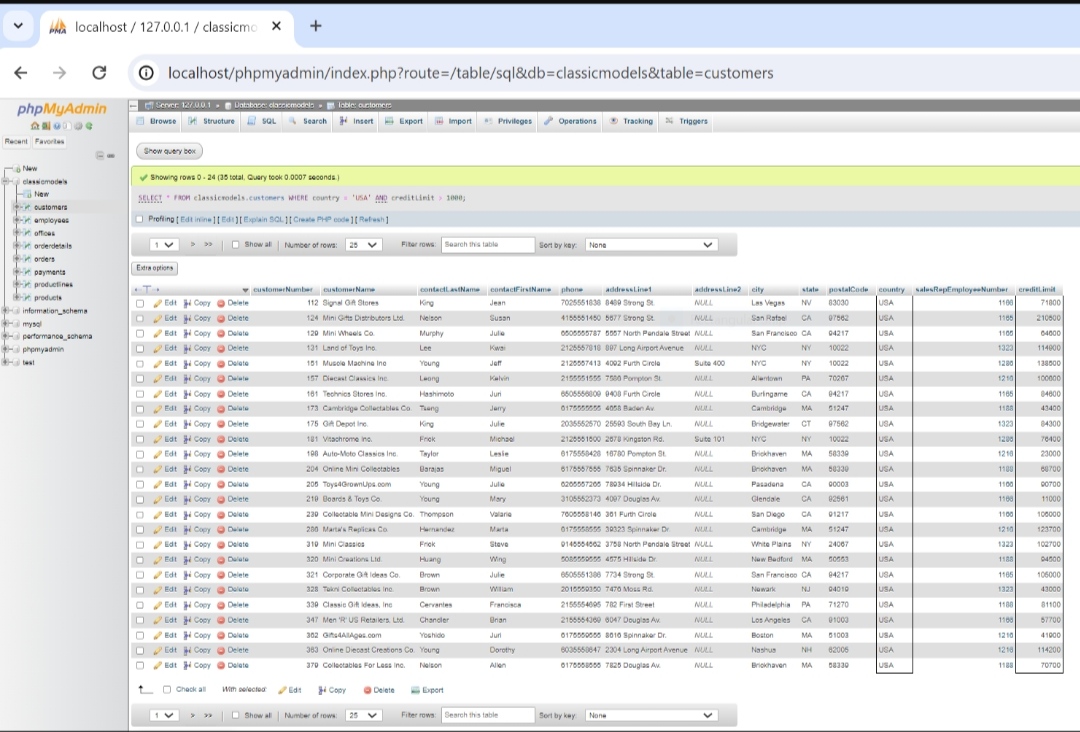 localhost / 127.0.0.1 / classicmo
localhost/phpmyadmin/index.php?route=/table/sql&db=classicmodels&table=customers
phpMyAdmin
Recent Favorites
New
classicmodels
New
customers
employees
offices
orderdetails
orders
payments
productlines
products
information_schema
mysql
performance_schema
phpmyadmin
test
Server: 127.0.0.1 » Database: classicmodels » Table: customers
Browse Structure SQL Search Insert Export Import Privileges Operations Tracking Triggers
Show query box
Showing rows 0 - 24 (35 total, Query took 0.0007 seconds.)
SELECT * FROM classicmodels.customers WHERE country = 'USA' AND creditLimit > 1000;
Profiling [ Edit inline ] [ Edit ] [ Explain SQL ] [ Create PHP code ] [ Refresh ]
1 > >> Show all Number of rows: 25 Filter rows: Search this table Sort by key: None
Extra options
customerNumber customerName contactLastName contactFirstName phone addressLine1 addressLine2 city state postalCode country salesRepEmployeeNumber creditLimit
Edit Copy Delete 112 Signal Gift Stores King Jean 7025551838 8489 Strong St. NULL Las Vegas NV 83030 USA 1166 71800
Edit Copy Delete 124 Mini Gifts Distributors Ltd. Nelson Susan 4155551450 5677 Strong St. NULL San Rafael CA 97562 USA 1165 210500
Edit Copy Delete 129 Mini Wheels Co. Murphy Julie 6505555787 5557 North Pendale Street NULL San Francisco CA 94217 USA 1165 64600
Edit Copy Delete 131 Land of Toys Inc. Lee Kwai 2125557818 897 Long Airport Avenue NULL NYC NY 10022 USA 1323 114900
Edit Copy Delete 151 Muscle Machine Inc Young Jeff 2125557413 4092 Furth Circle Suite 400 NYC NY 10022 USA 1286 138500
Edit Copy Delete 157 Diecast Classics Inc. Leong Kelvin 2155551555 7586 Pompton St. NULL Allentown PA 70267 USA 1216 100600
Edit Copy Delete 161 Technics Stores Inc. Hashimoto Juri 6505556809 9408 Furth Circle NULL Burlingame CA 94217 USA 1165 84600
Edit Copy Delete 173 Cambridge Collectables Co. Tseng Jerry 6175555555 4658 Baden Av. NULL Cambridge MA 51247 USA 1188 43400
Edit Copy Delete 175 Gift Depot Inc. King Julie 2035552570 25593 South Bay Ln. NULL Bridgewater CT 97562 USA 1323 84300
Edit Copy Delete 181 Vitachrome Inc. Frick Michael 2125551500 2678 Kingston Rd. Suite 101 NYC NY 10022 USA 1286 76400
Edit Copy Delete 198 Auto-Moto Classics Inc. Taylor Leslie 6175558428 16780 Pompton St. NULL Brickhaven MA 58339 USA 1216 23000
Edit Copy Delete 204 Online Mini Collectables Barajas Miguel 6175557555 7635 Spinnaker Dr. NULL Brickhaven MA 58339 USA 1188 68700
Edit Copy Delete 205 Toys4GrownUps.com Young Julie 6265557265 78934 Hillside Dr. NULL Pasadena CA 90003 USA 1166 90700
Edit Copy Delete 219 Boards & Toys Co. Young Mary 3105552373 4097 Douglas Av. NULL Glendale CA 92561 USA 1166 11000
Edit Copy Delete 239 Collectable Mini Designs Co. Thompson Valarie 7605558146 361 Furth Circle NULL San Diego CA 91217 USA 1166 105000
Edit Copy Delete 286 Marta's Replicas Co. Hernandez Marta 6175558555 39323 Spinnaker Dr. NULL Cambridge MA 51247 USA 1216 123700
Edit Copy Delete 319 Mini Classics Frick Steve 9145554562 3758 North Pendale Street NULL White Plains NY 24067 USA 1323 102700
Edit Copy Delete 320 Mini Creations Ltd. Huang Wing 5085559555 4575 Hillside Dr. NULL New Bedford MA 50553 USA 1188 94500
Edit Copy Delete 321 Corporate Gift Ideas Co. Brown Julie 6505551386 7734 Strong St. NULL San Francisco CA 94217 USA 1165 105000
Edit Copy Delete 328 Tekni Collectables Inc. Brown William 2015559350 7476 Moss Rd. NULL Newark NJ 94019 USA 1323 43000
Edit Copy Delete 339 Classic Gift Ideas, Inc Cervantes Francisca 2155554695 782 First Street NULL Philadelphia PA 71270 USA 1188 81100
Edit Copy Delete 347 Men 'R' US Retailers, Ltd. Chandler Brian 2155554369 6047 Douglas Av. NULL Los Angeles CA 91003 USA 1166 57700
Edit Copy Delete 362 Gifts4AllAges.com Yoshido Juri 6175559555 8616 Spinnaker Dr. NULL Boston MA 51003 USA 1216 41900
Edit Copy Delete 363 Online Diecast Creations Co. Young Dorothy 6035558647 2304 Long Airport Avenue NULL Nashua NH 62005 USA 1216 114200
Edit Copy Delete 379 Collectables For Less Inc. Nelson Allen 6175558555 7825 Douglas Av. NULL Brickhaven MA 58339 USA 1188 70700
Check all With selected: Edit Copy Delete Export
1 > >> Show all Number of rows: 25 Filter rows: Search this table Sort by key: None